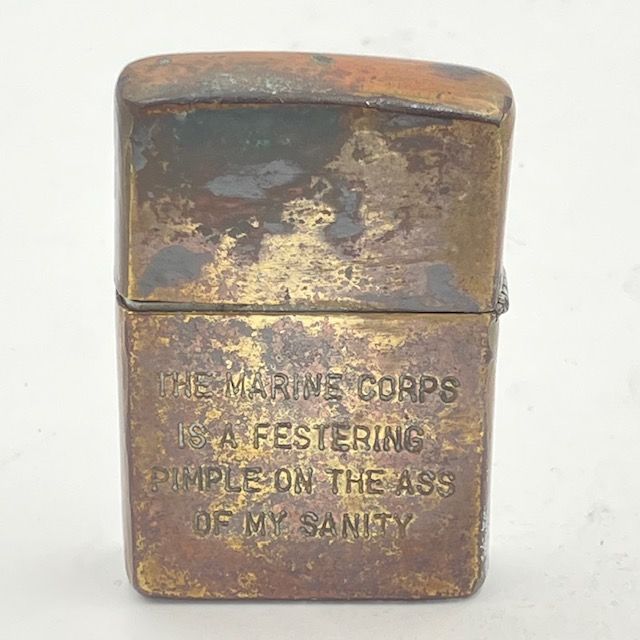 THE MARINE CORPS
IS A FESTERING
PIMPLE ON THE ASS
OF MY SANITY